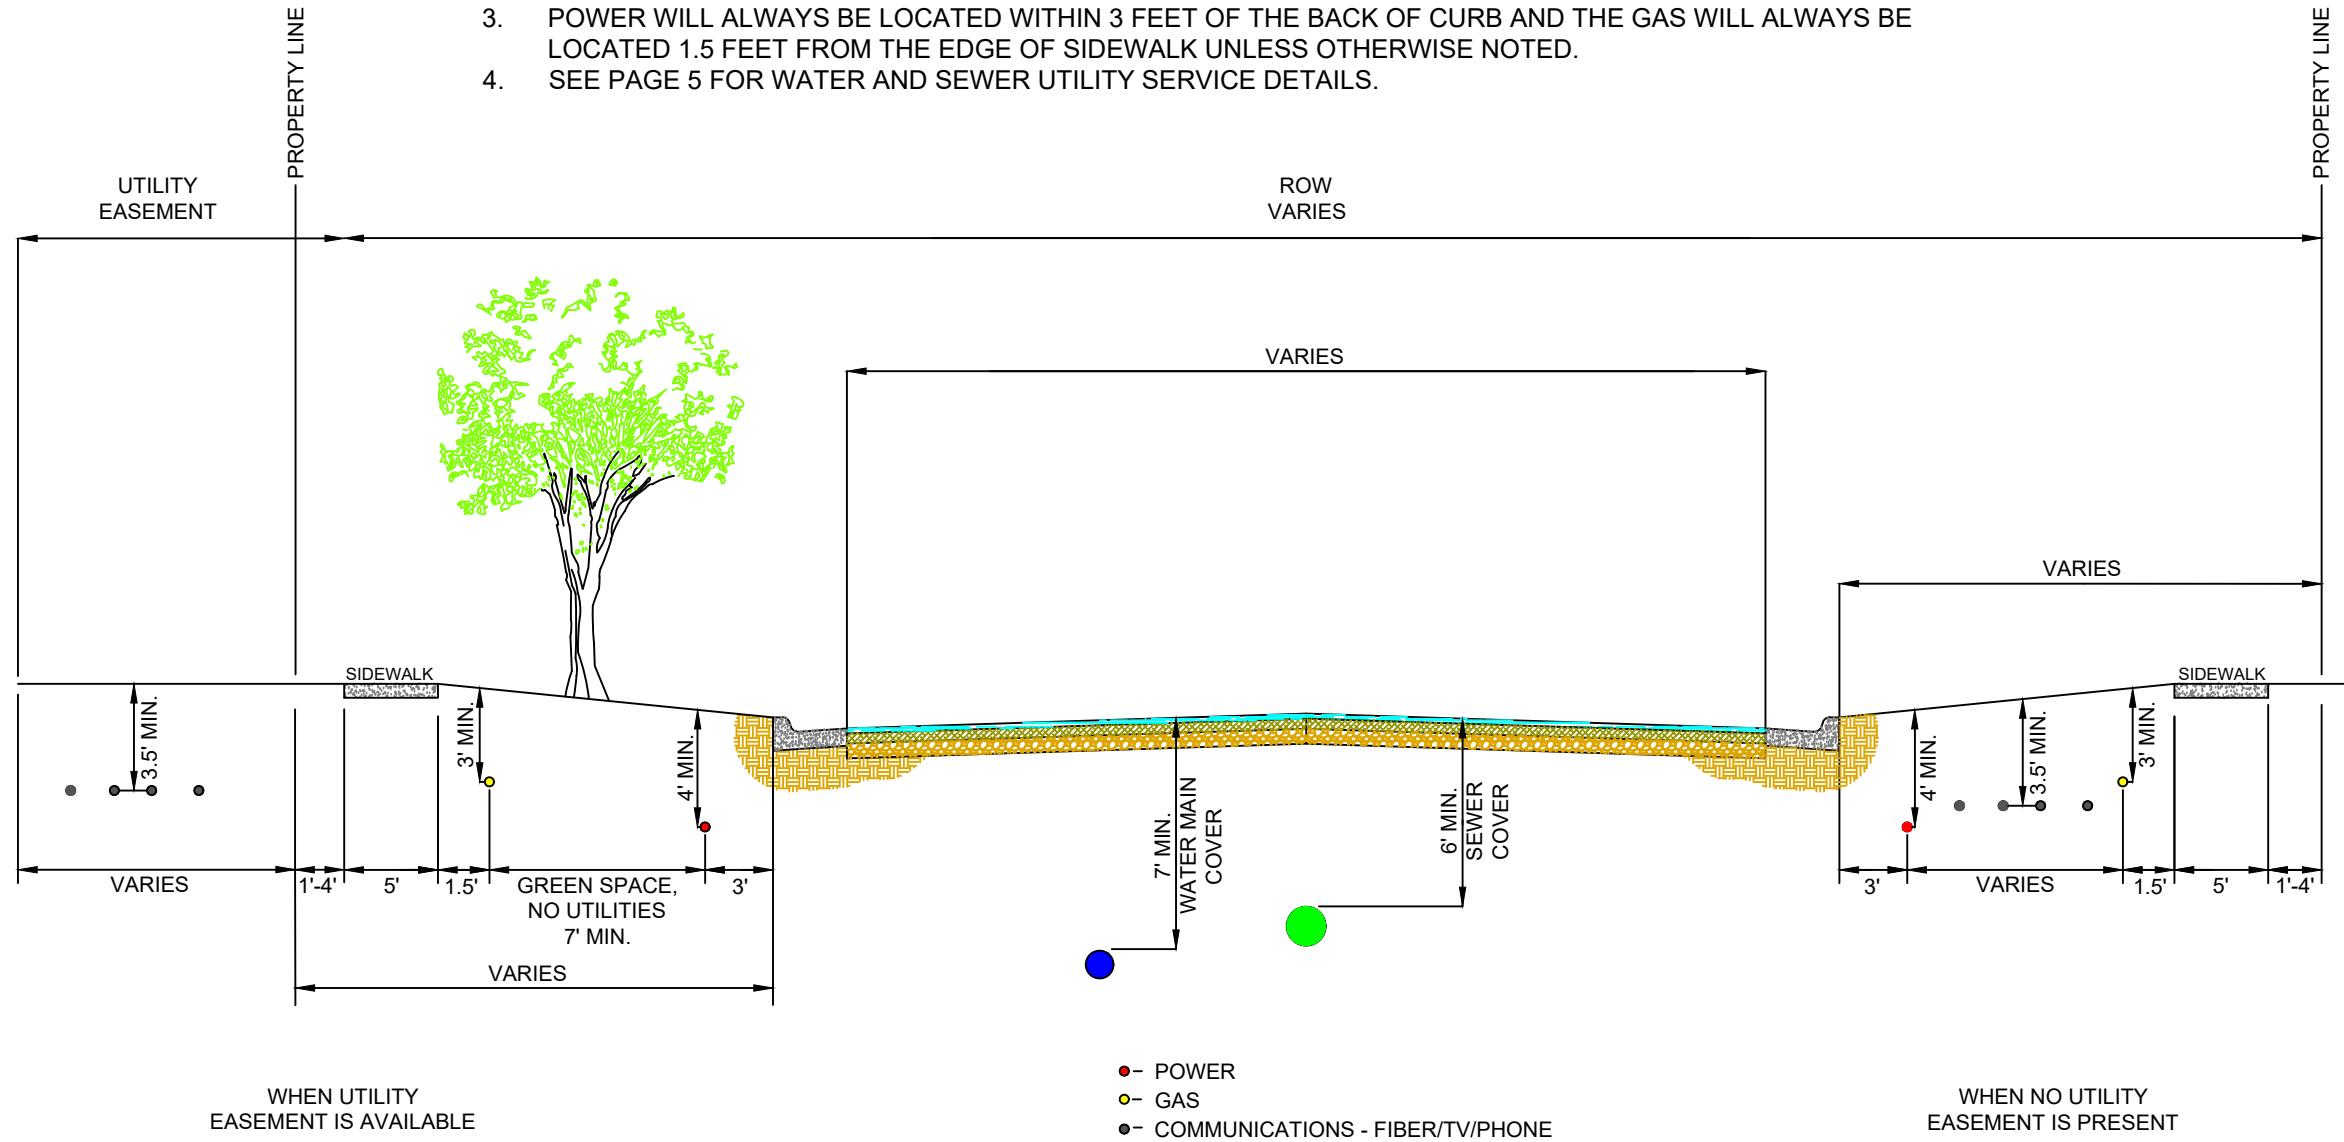 3. POWER WILL ALWAYS BE LOCATED WITHIN 3 FEET OF THE BACK OF CURB AND THE GAS WILL ALWAYS BE
LOCATED 1.5 FEET FROM THE EDGE OF SIDEWALK UNLESS OTHERWISE NOTED.
4. SEE PAGE 5 FOR WATER AND SEWER UTILITY SERVICE DETAILS.
PROPERTY LINE
PROPERTY LINE
UTILITY
EASEMENT
ROW
VARIES
VARIES
VARIES
SIDEWALK
SIDEWALK
3.5' MIN.
3' MIN.
4' MIN.
7' MIN.
WATER MAIN
COVER
6' MIN.
SEWER
COVER
4' MIN.
3.5' MIN.
3' MIN.
VARIES
1'-4'
5'
1.5'
GREEN SPACE,
NO UTILITIES
7' MIN.
3'
3'
VARIES
1.5'
5'
1'-4'
VARIES
WHEN UTILITY
EASEMENT IS AVAILABLE
POWER
GAS
COMMUNICATIONS - FIBER/TV/PHONE
WHEN NO UTILITY
EASEMENT IS PRESENT